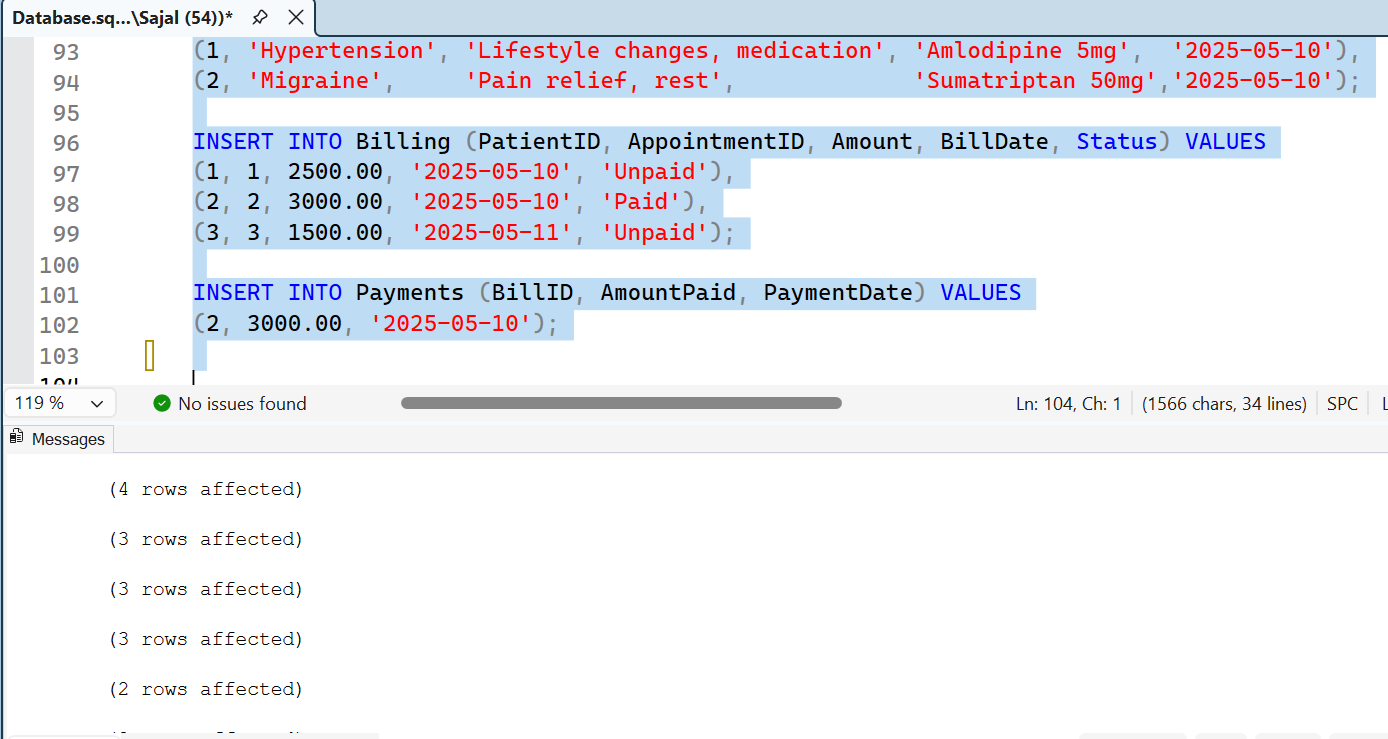 Database.sq...\Sajal (54))*
93 (1, 'Hypertension', 'Lifestyle changes, medication', 'Amlodipine 5mg', '2025-05-10'),
94 (2, 'Migraine', 'Pain relief, rest', 'Sumatriptan 50mg','2025-05-10');
95
96 INSERT INTO Billing (PatientID, AppointmentID, Amount, BillDate, Status) VALUES
97 (1, 1, 2500.00, '2025-05-10', 'Unpaid'),
98 (2, 2, 3000.00, '2025-05-10', 'Paid'),
99 (3, 3, 1500.00, '2025-05-11', 'Unpaid');
100
101 INSERT INTO Payments (BillID, AmountPaid, PaymentDate) VALUES
102 (2, 3000.00, '2025-05-10');
103
104
119 % No issues found Ln: 104, Ch: 1 (1566 chars, 34 lines) SPC
Messages
(4 rows affected)
(3 rows affected)
(3 rows affected)
(3 rows affected)
(2 rows affected)